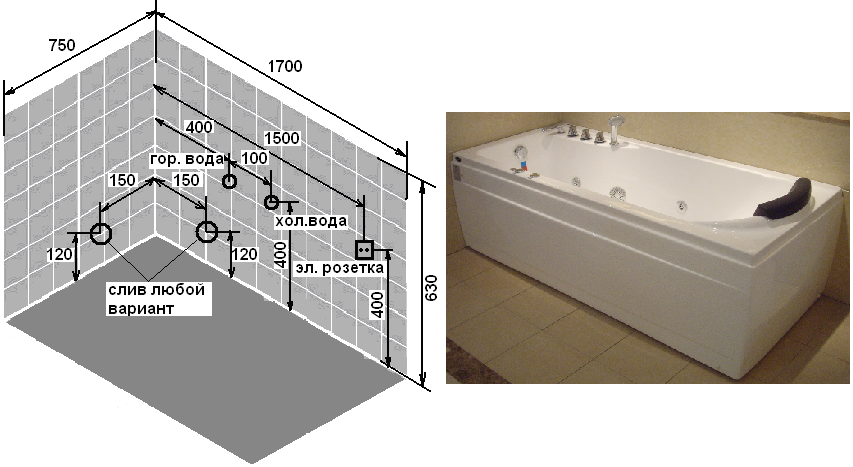 750
1700
400
1500
гор. вода
100
150
150
хол.вода
120
120
400
эл. розетка
400
630
слив любой
вариант